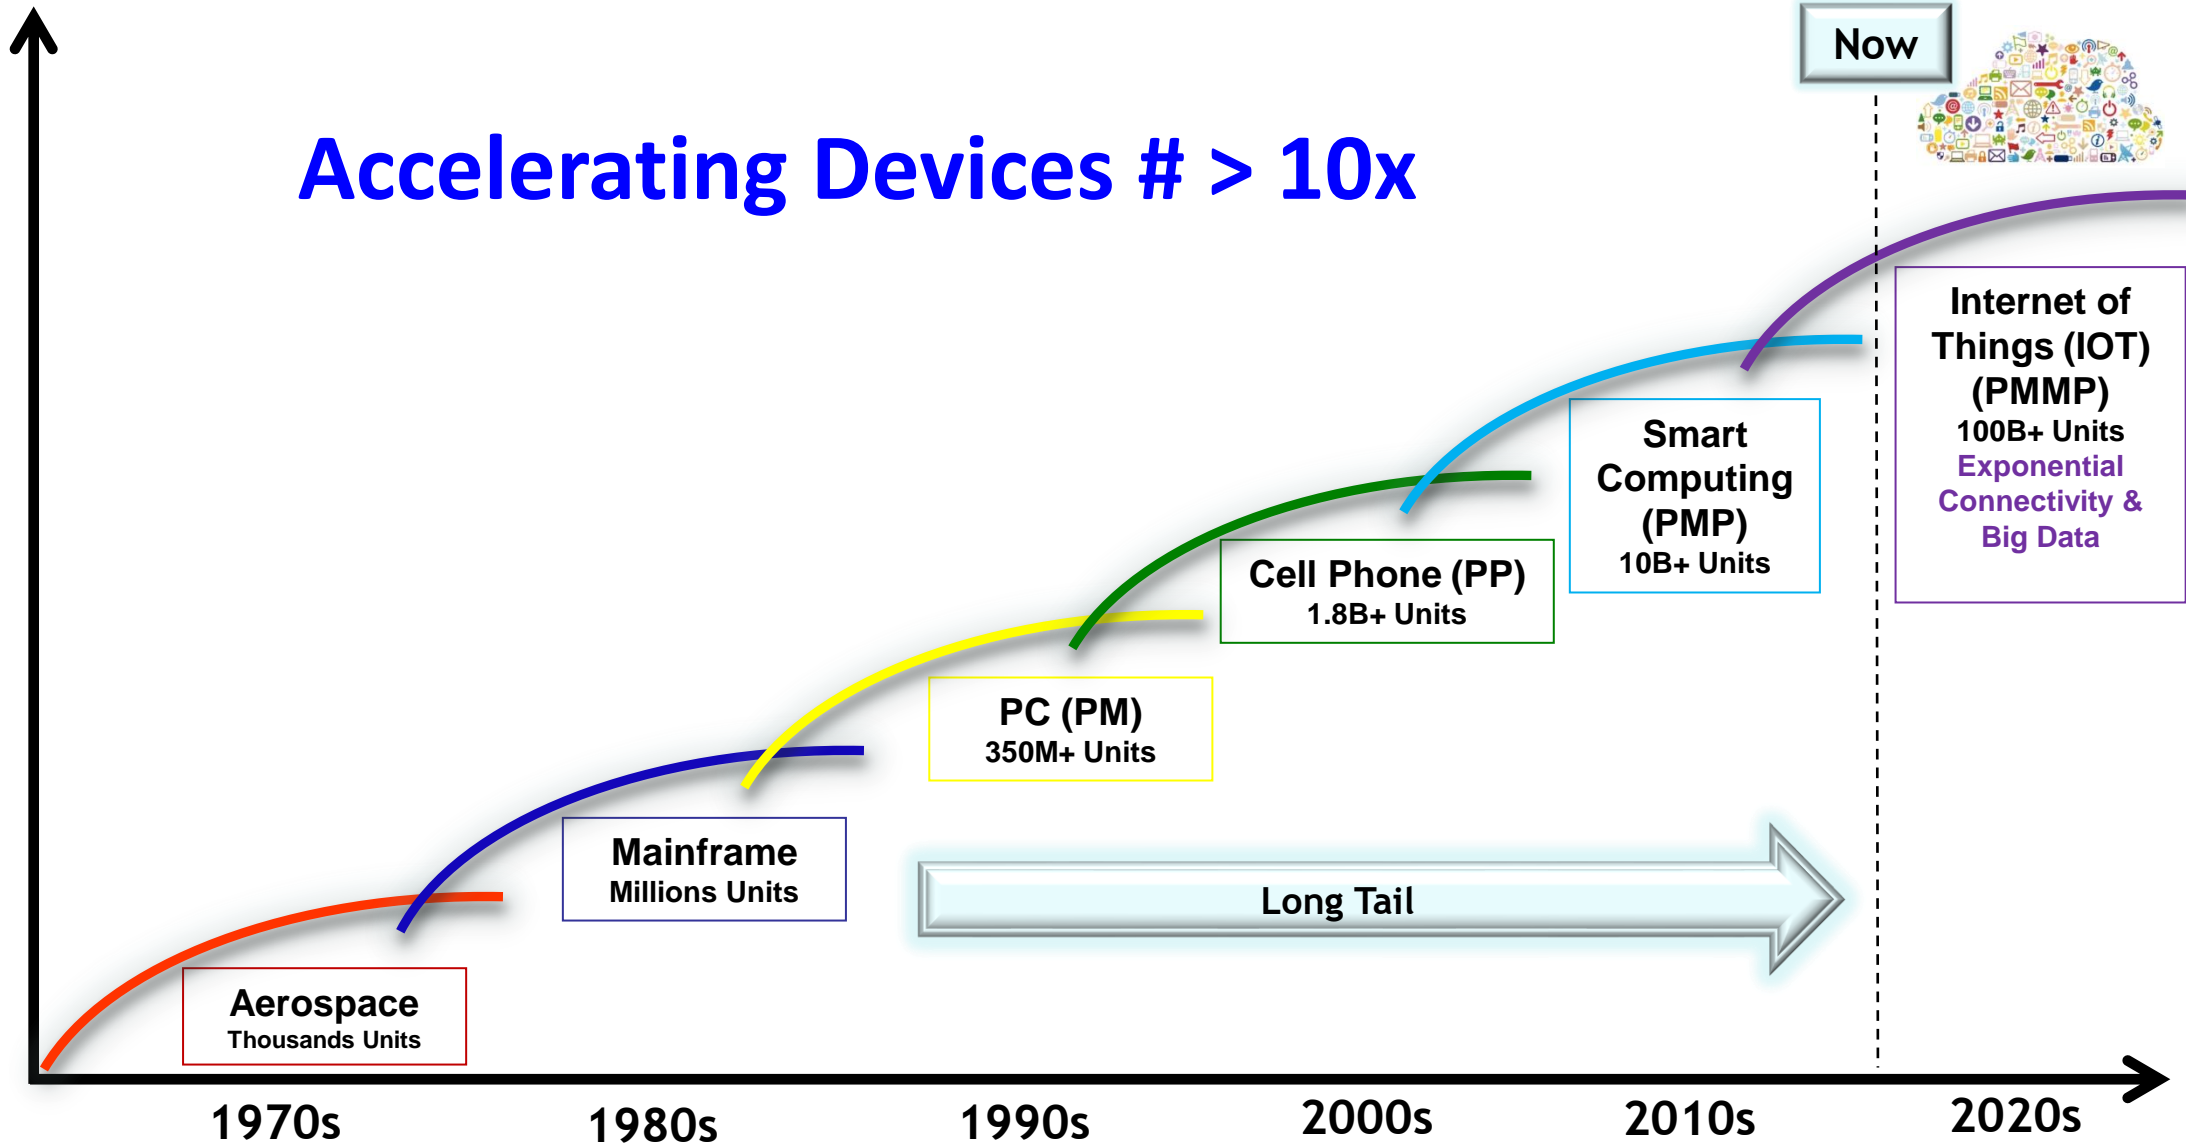 Now
Accelerating Devices # > 10x
Internet of
Things (IOT)
(PMMP)
100B+ Units
Exponential
Connectivity &
Big Data
Smart
Computing
(PMP)
10B+ Units
Cell Phone (PP)
1.8B+ Units
PC (PM)
350M+ Units
Mainframe
Millions Units
Long Tail
Aerospace
Thousands Units
1970s 1980s 1990s 2000s 2010s 2020s